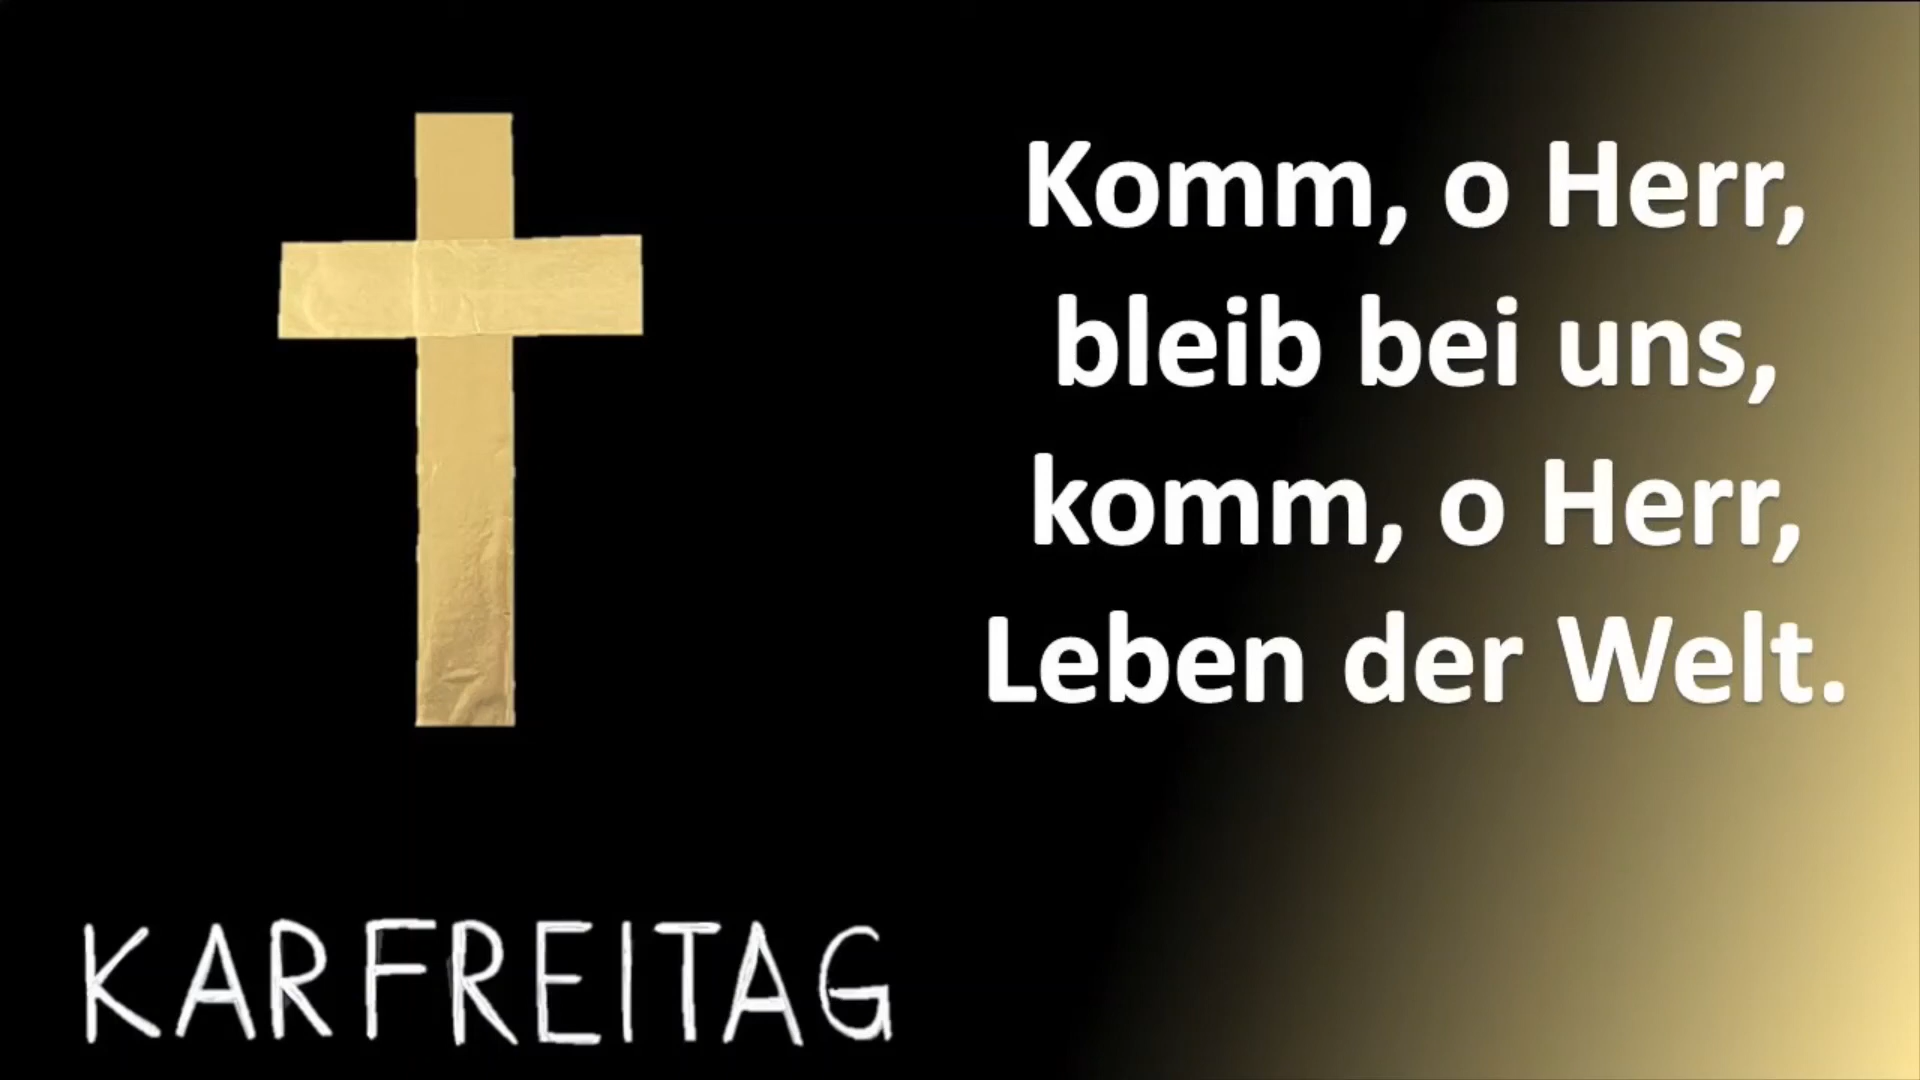 Komm, o Herr,
bleib bei uns,
komm, o Herr,
Leben der Welt.
KARFREITAG